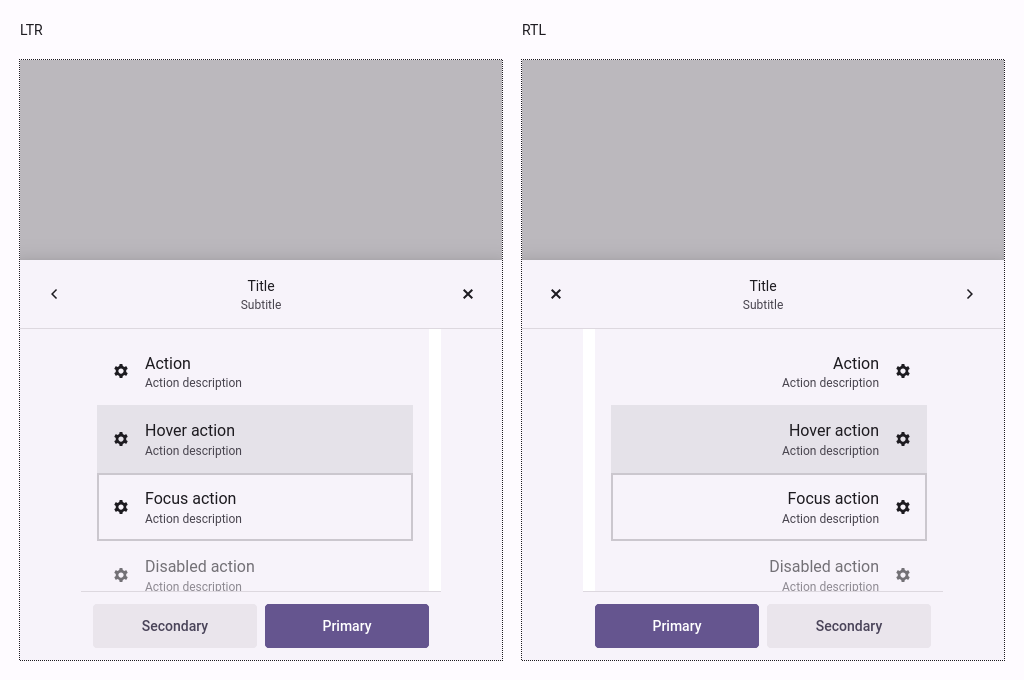 LTR
Title
Subtitle
Action
Action description
Hover action
Action description
Focus action
Action description
Disabled action
Action description
Secondary
Primary
RTL
Title
Subtitle
Action
Action description
Hover action
Action description
Focus action
Action description
Disabled action
Action description
Primary
Secondary